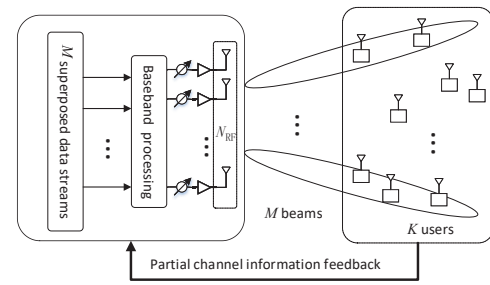 M superposed data streams
Baseband processing
N_RF
M beams
K users
Partial channel information feedback